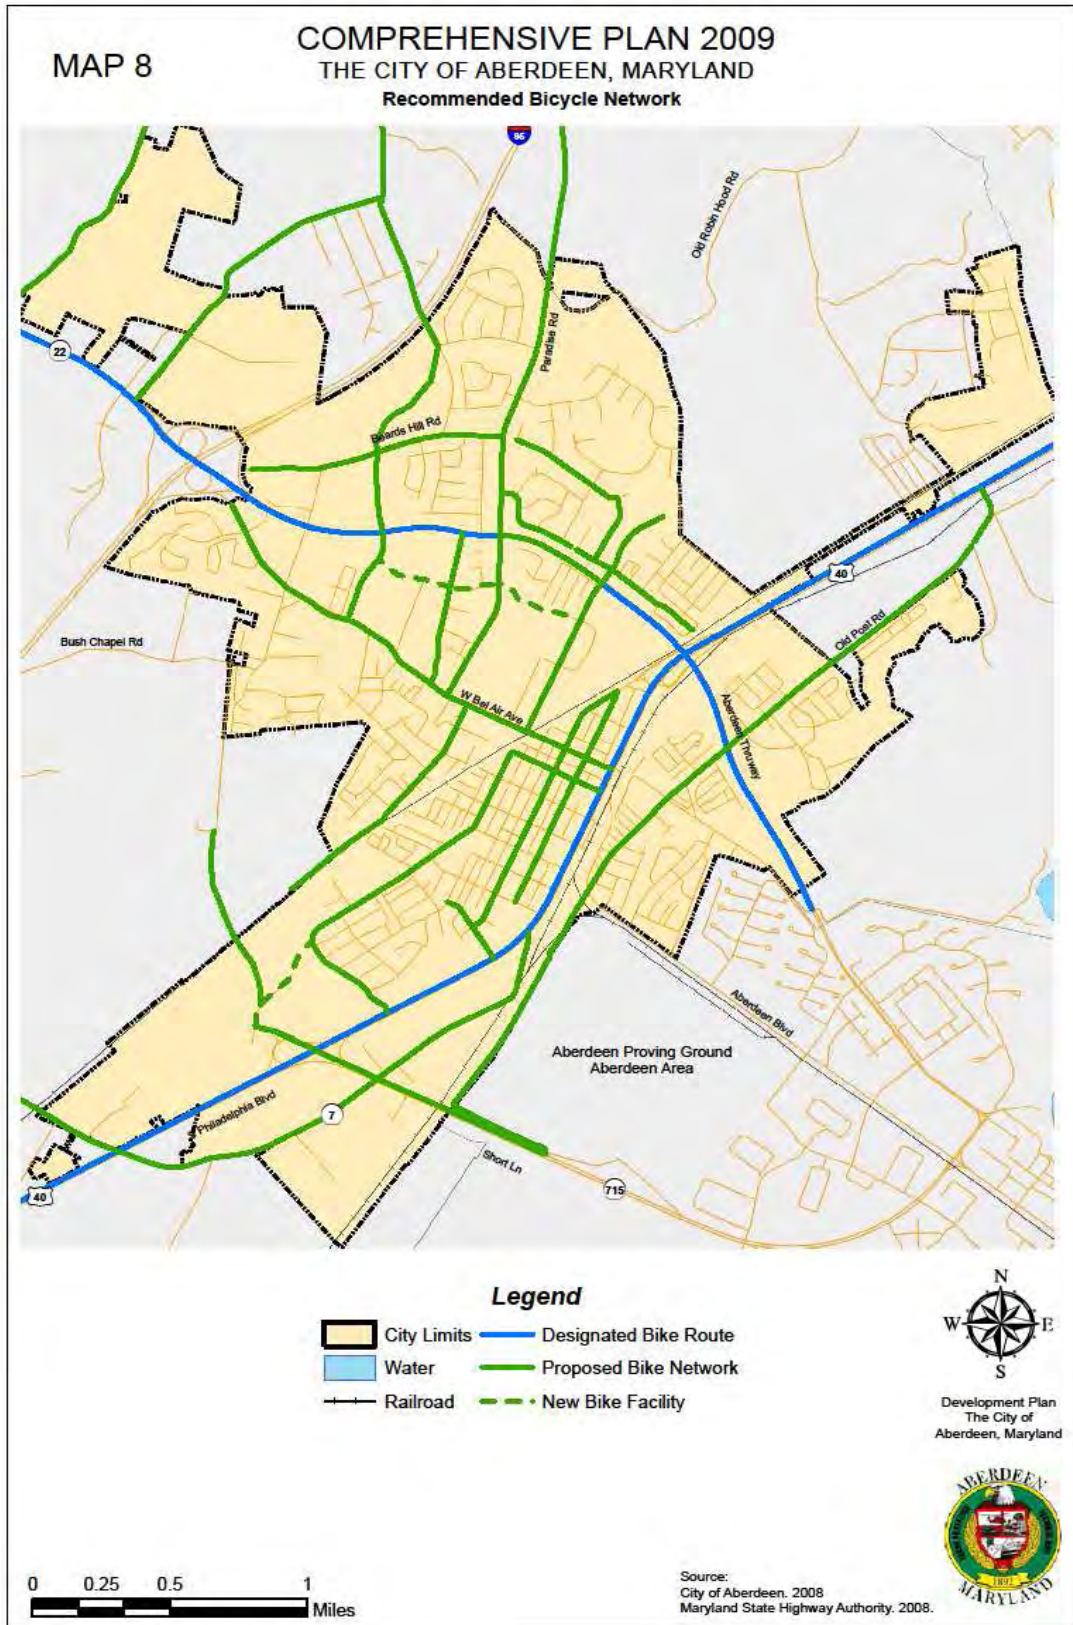 MAP 8
COMPREHENSIVE PLAN 2009
THE CITY OF ABERDEEN, MARYLAND
Recommended Bicycle Network
95
Old Robin Hood Rd
Paradise Rd
22
Beards Hill Rd
40
Old Post Rd
Bush Chapel Rd
W Bel Air Ave
Aberdeen Thruway
Aberdeen Blvd
Aberdeen Proving Ground
Aberdeen Area
Philadelphia Blvd
7
Short Ln
715
40
Legend
City Limits
Designated Bike Route
Water
Proposed Bike Network
Railroad
New Bike Facility
N
W
E
S
Development Plan
The City of
Aberdeen, Maryland
ABERDEEN
1892
MARYLAND
0 0.25 0.5 1
Miles
Source:
City of Aberdeen. 2008
Maryland State Highway Authority. 2008.